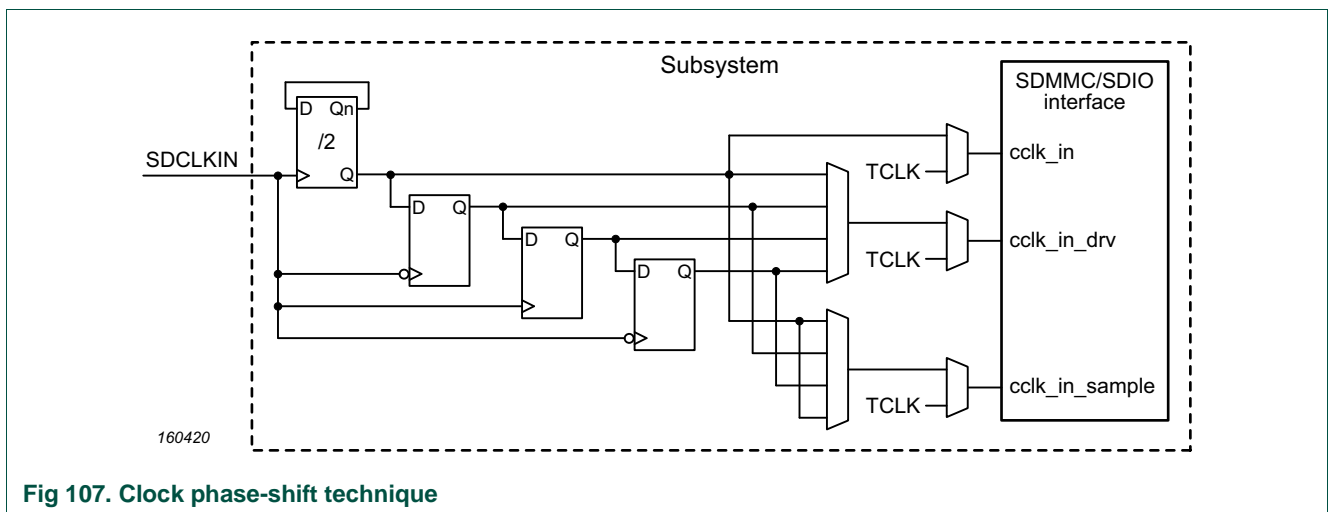 Subsystem
SDMMC/SDIO
interface
D Qn
/2
Q
SDCLKIN
D Q
D Q
D Q
TCLK
cclk_in
TCLK
cclk_in_drv
TCLK
cclk_in_sample
160420
Fig 107. Clock phase-shift technique